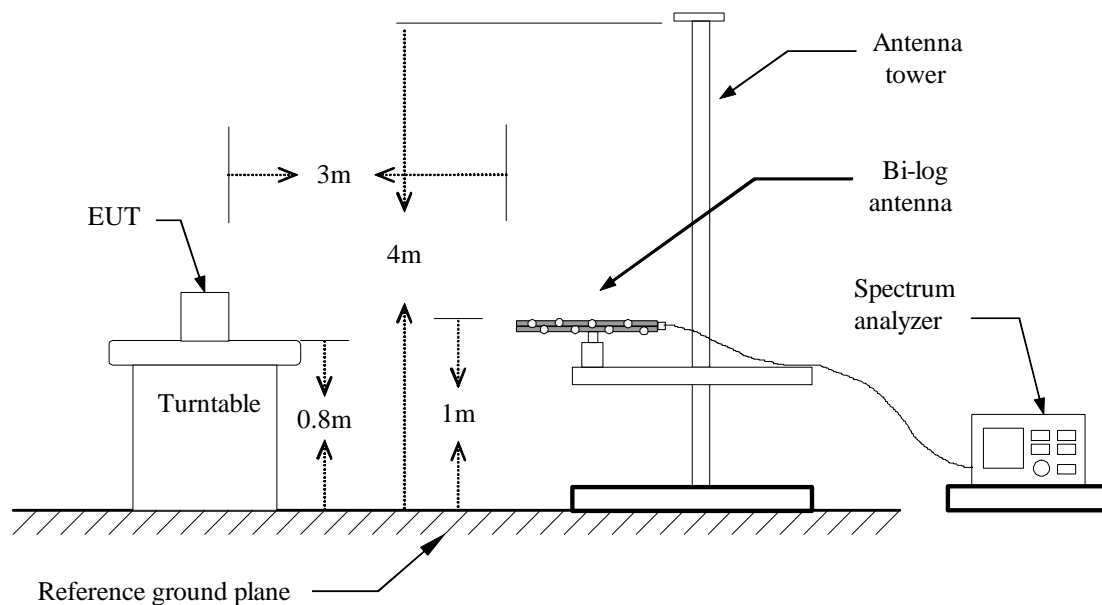 Antenna
tower
3m
Bi-log
antenna
EUT
4m
Spectrum
analyzer
Turntable
0.8m
1m
Reference ground plane